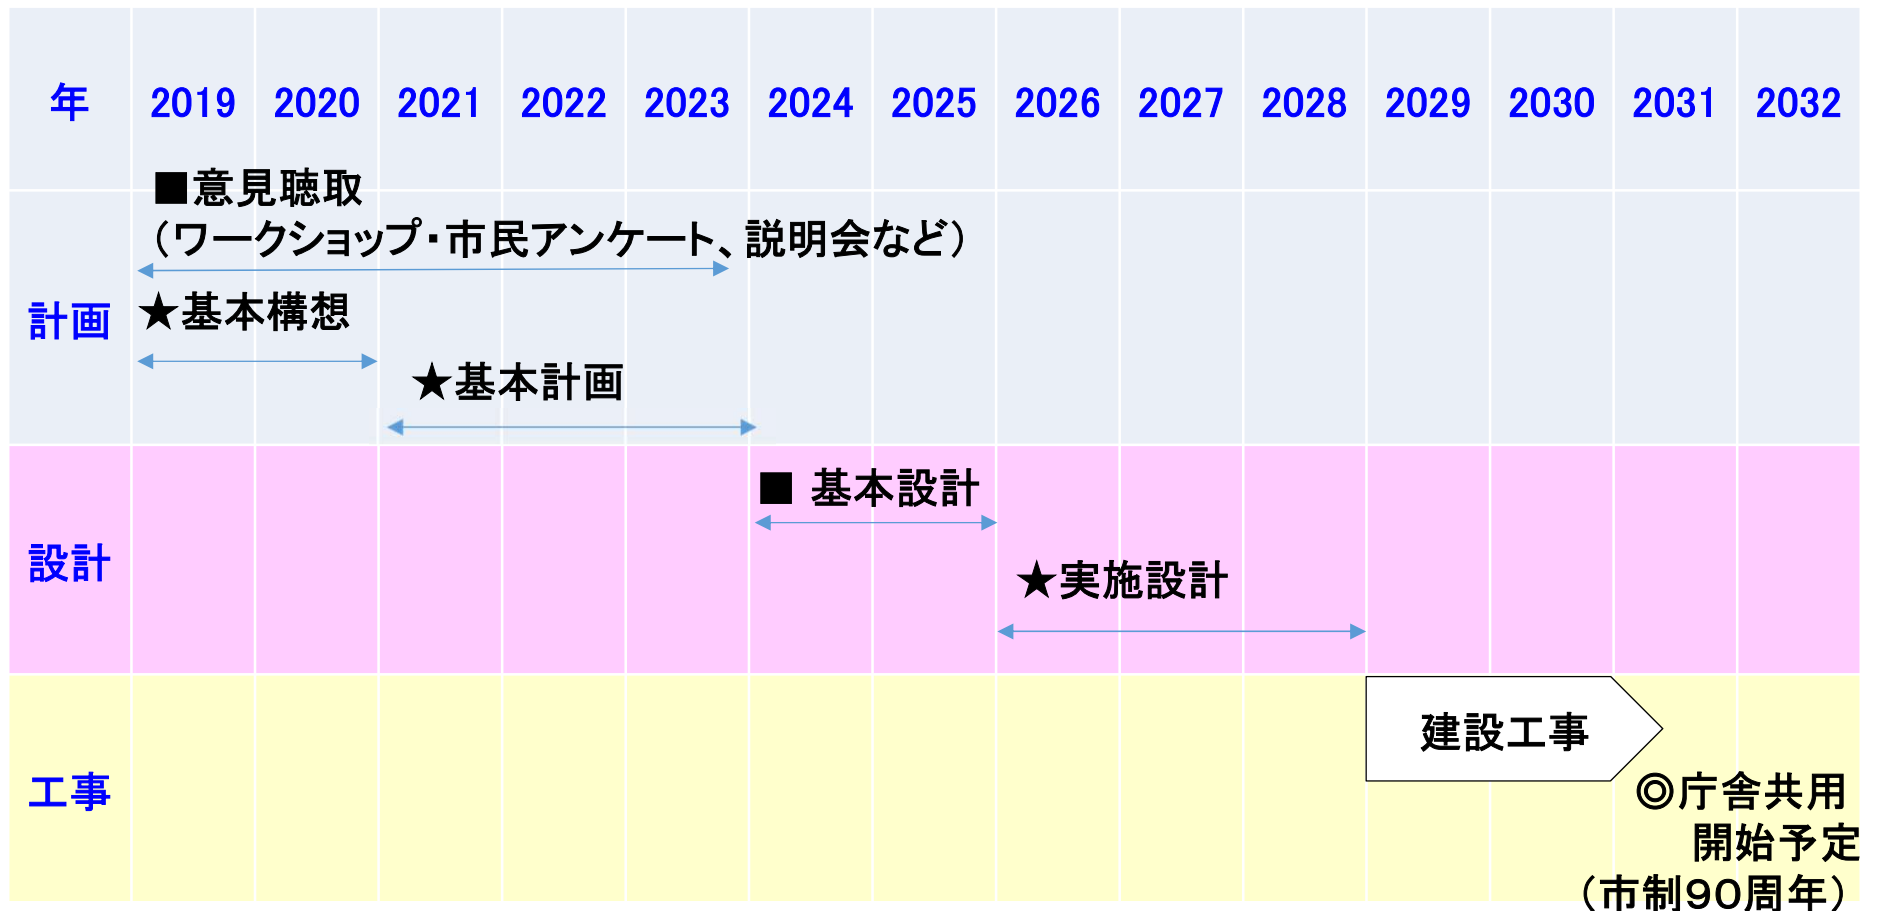 年 2019 2020 2021 2022 2023 2024 2025 2026 2027 2028 2029 2030 2031 2032
■意見聴取
（ワークショップ・市民アンケート、説明会など）
計画
★基本構想
★基本計画
設計
■ 基本設計
★実施設計
工事
建設工事
◎庁舎共用
開始予定
（市制９０周年）